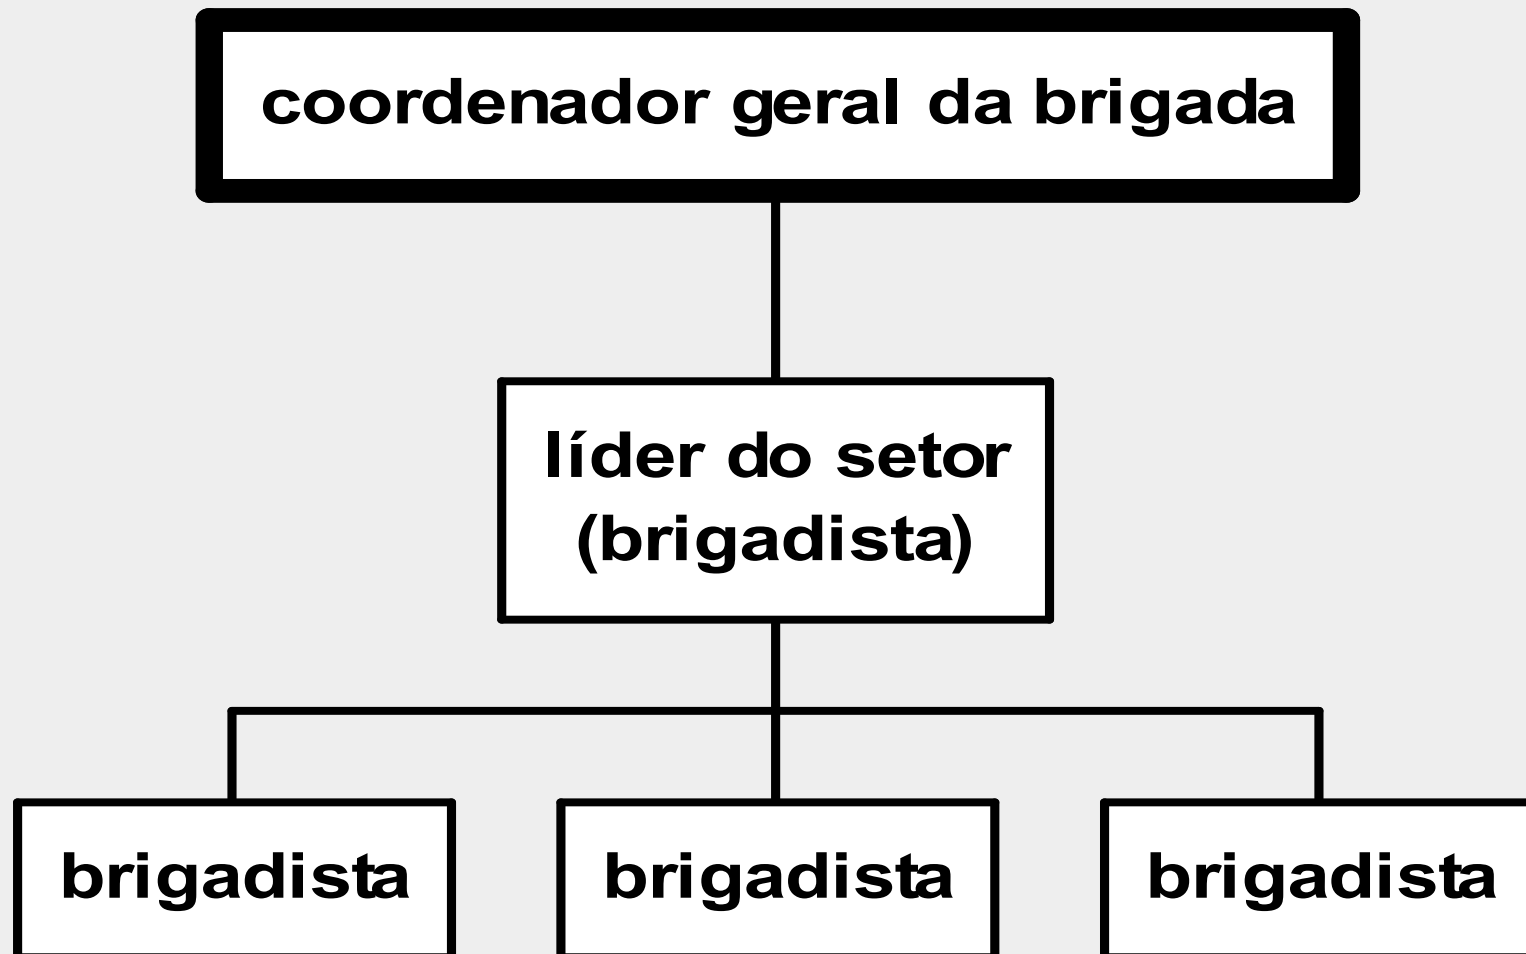 coordenador geral da brigada
líder do setor
(brigadista)
brigadista
brigadista
brigadista